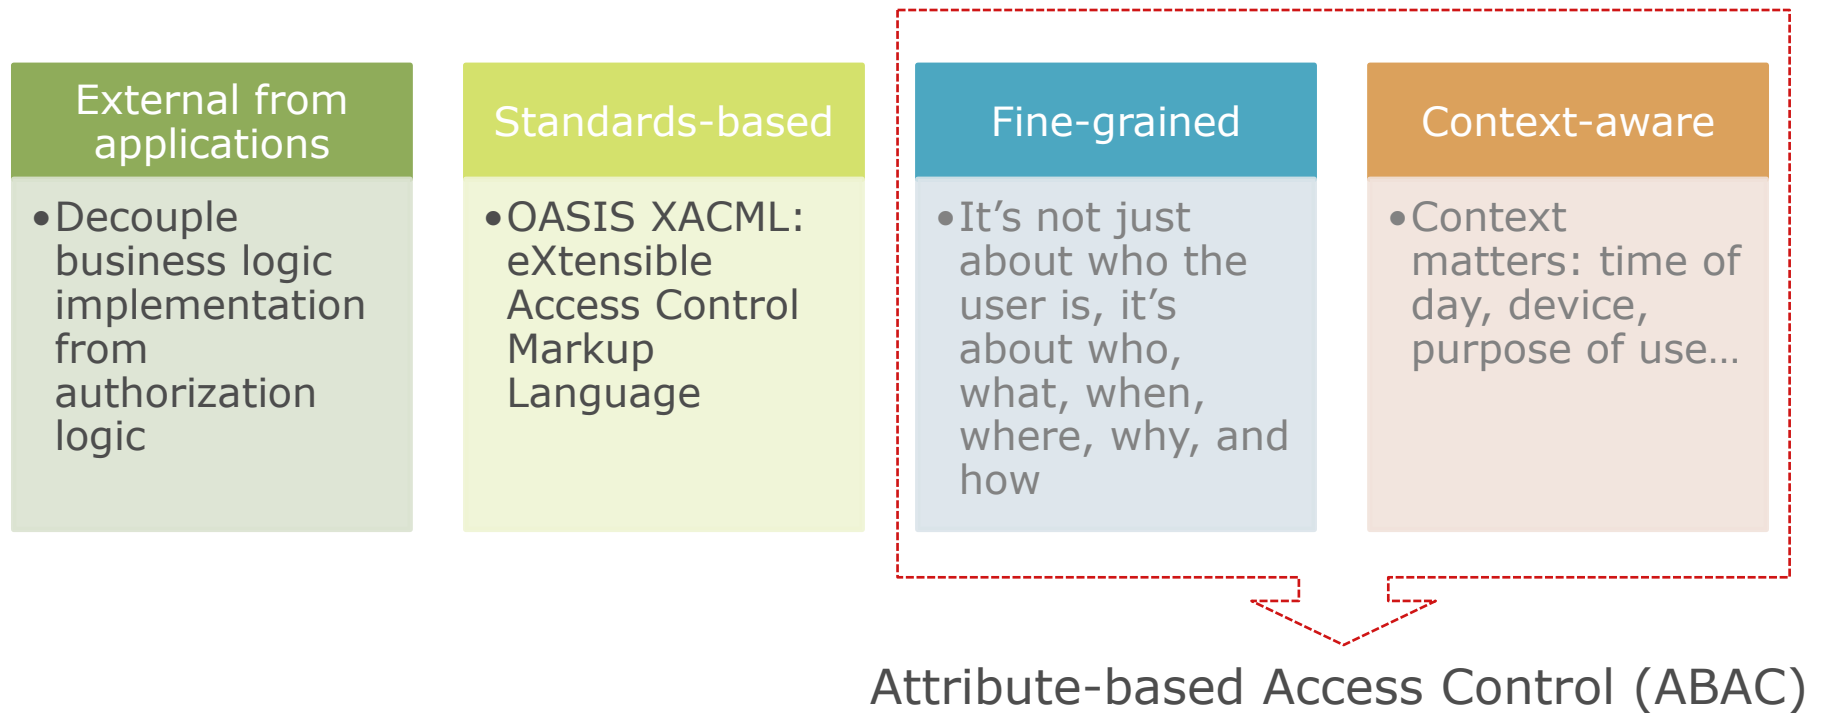 External from
applications
•Decouple
business logic
implementation
from
authorization
logic
Standards-based
•OASIS XACML:
eXtensible
Access Control
Markup
Language
Fine-grained
•It’s not just
about who the
user is, it’s
about who,
what, when,
where, why, and
how
Context-aware
•Context
matters: time of
day, device,
purpose of use…
Attribute-based Access Control (ABAC)